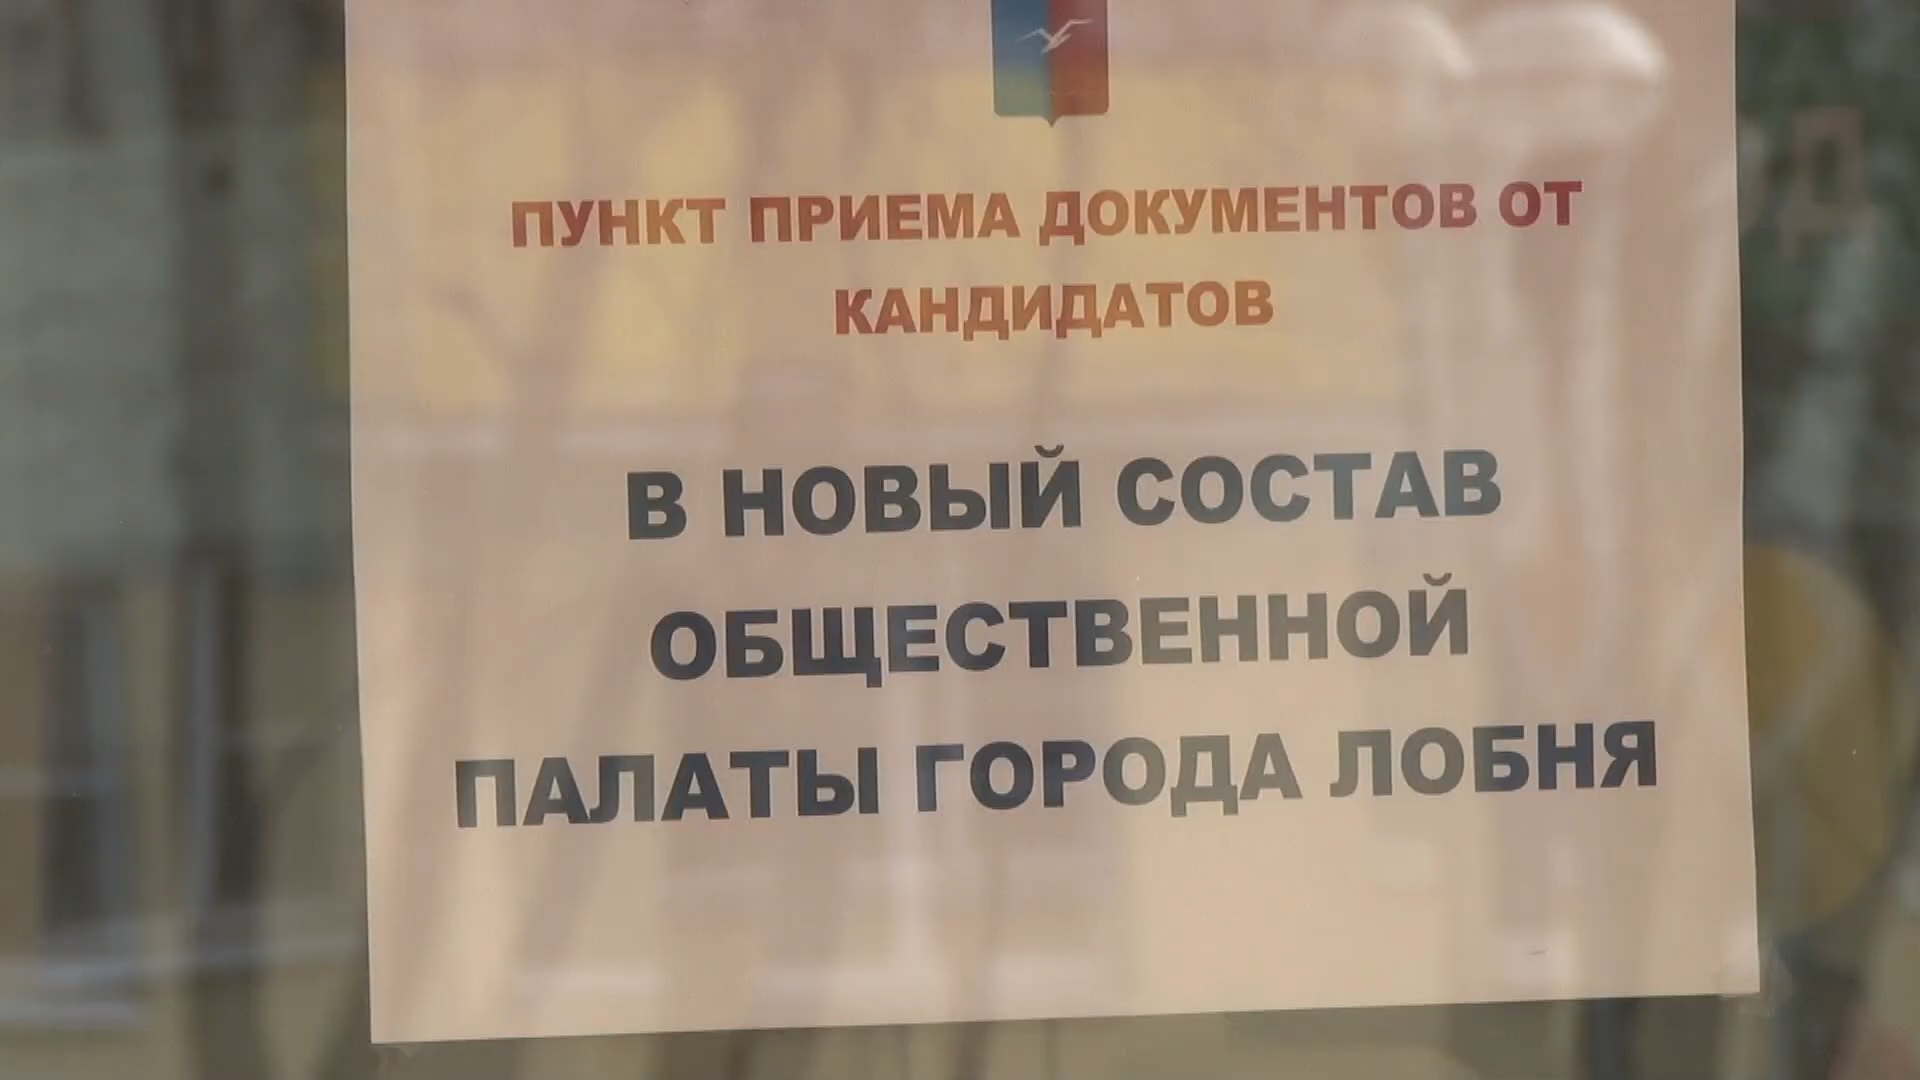 ПУНКТ ПРИЕМА ДОКУМЕНТОВ ОТ
КАНДИДАТОВ
В НОВЫЙ СОСТАВ
ОБЩЕСТВЕННОЙ
ПАЛАТЫ ГОРОДА ЛОБНЯ